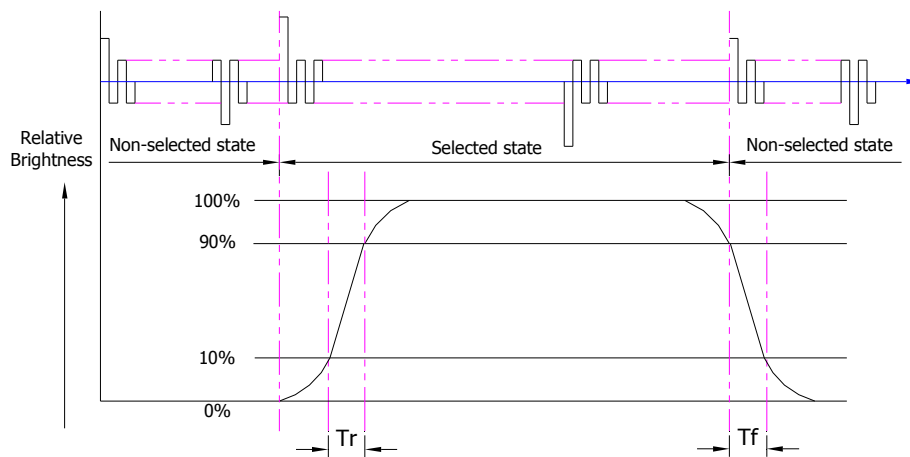 Relative
Brightness
Non-selected state
Selected state
Non-selected state
100%
90%
10%
0%
Tr
Tf